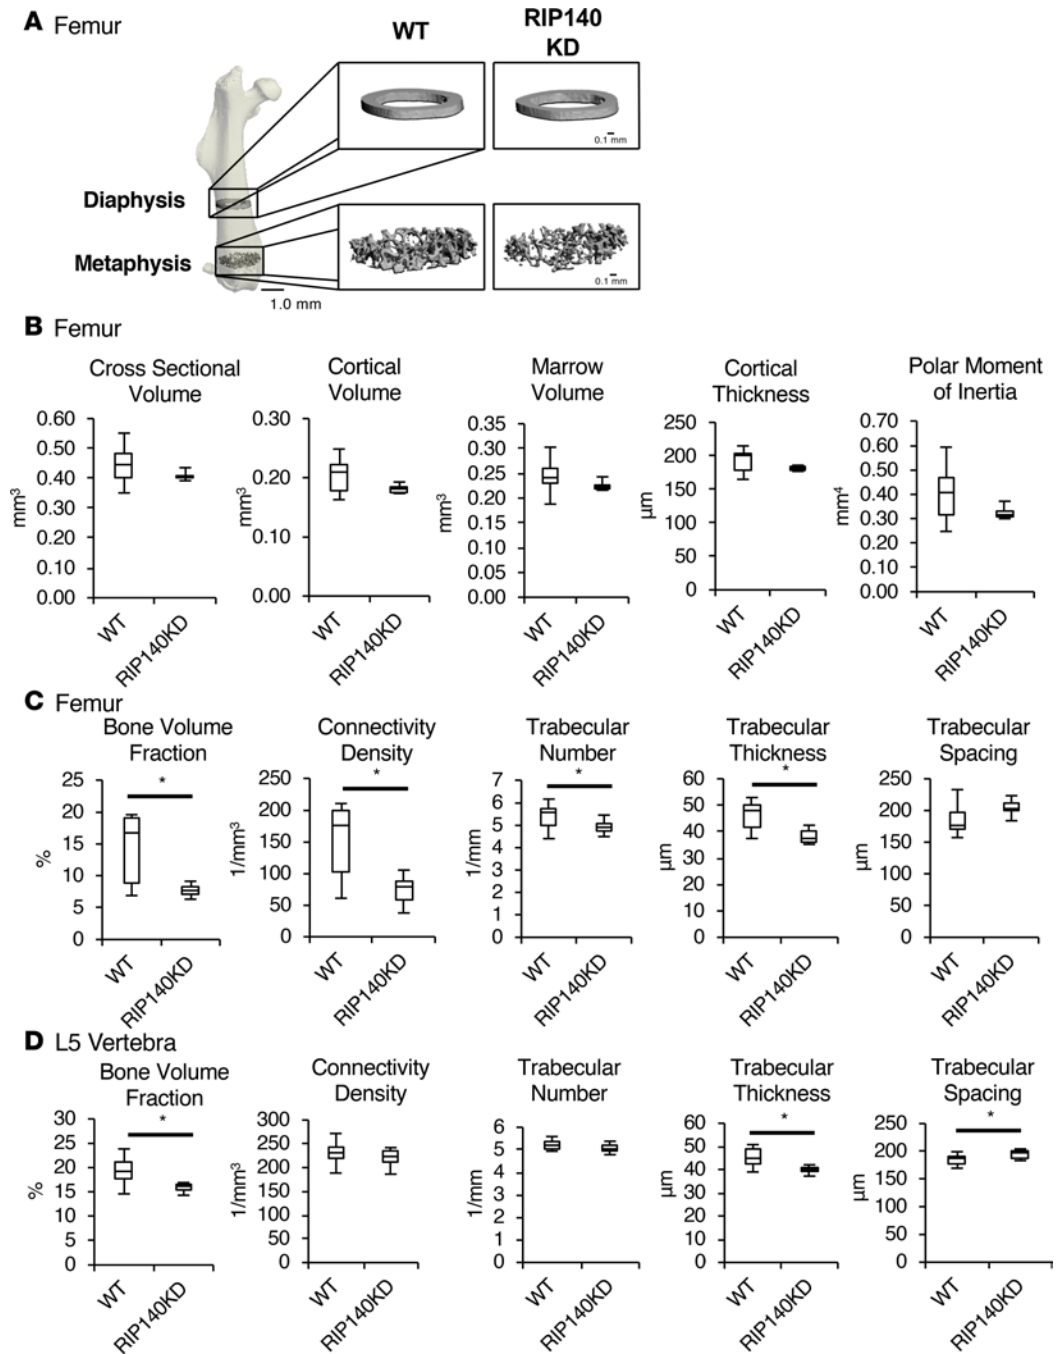 A Femur
WT
RIP140
KD
0.1 mm
Diaphysis
Metaphysis
0.1 mm
1.0 mm
B Femur
Cross Sectional
Volume
0.60
0.50
0.40
0.30
0.20
0.10
0.00
mm³
WT
RIP140KD
Cortical
Volume
0.30
0.20
0.10
0.00
mm³
WT
RIP140KD
Marrow
Volume
0.35
0.30
0.25
0.20
0.15
0.10
0.05
0.00
mm³
WT
RIP140KD
Cortical
Thickness
250
200
150
100
50
0
µm
WT
RIP140KD
Polar Moment
of Inertia
0.70
0.60
0.50
0.40
0.30
0.20
0.10
0.00
mm⁴
WT
RIP140KD
C Femur
Bone Volume
Fraction
25
20
15
10
5
0
%
*
WT
RIP140KD
Connectivity
Density
250
200
150
100
50
0
1/mm³
*
WT
RIP140KD
Trabecular
Number
7
6
5
4
3
2
1
0
1/mm
*
WT
RIP140KD
Trabecular
Thickness
60
50
40
30
20
10
0
µm
*
WT
RIP140KD
Trabecular
Spacing
250
200
150
100
50
0
µm
WT
RIP140KD
D L5 Vertebra
Bone Volume
Fraction
30
25
20
15
10
5
0
%
*
WT
RIP140KD
Connectivity
Density
300
250
200
150
100
50
0
1/mm³
WT
RIP140KD
Trabecular
Number
6
5
4
3
2
1
0
1/mm
WT
RIP140KD
Trabecular
Thickness
60
50
40
30
20
10
0
µm
*
WT
RIP140KD
Trabecular
Spacing
250
200
150
100
50
0
µm
*
WT
RIP140KD